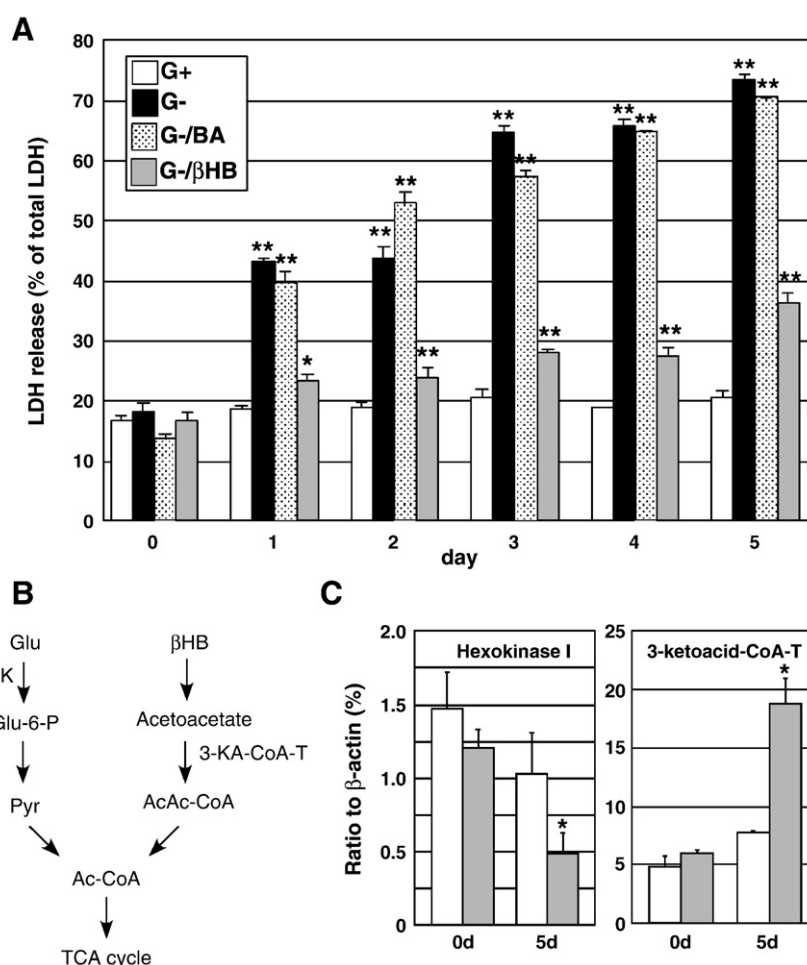 A
80
70
60
50
40
30
20
10
0
LDH release (% of total LDH)
G+
G-
G-/BA
G-/βHB
** **
** **
** **
** **
** **
*
**
**
**
**
0 1 2 3 4 5
day
B
Glu
K
Glu-6-P
Pyr
βHB
Acetoacetate
3-KA-CoA-T
AcAc-CoA
Ac-CoA
TCA cycle
C
Ratio to β-actin (%)
2.0
1.5
1.0
0.5
0
Hexokinase I
*
0d 5d
25
20
15
10
5
0
3-ketoacid-CoA-T
*
0d 5d